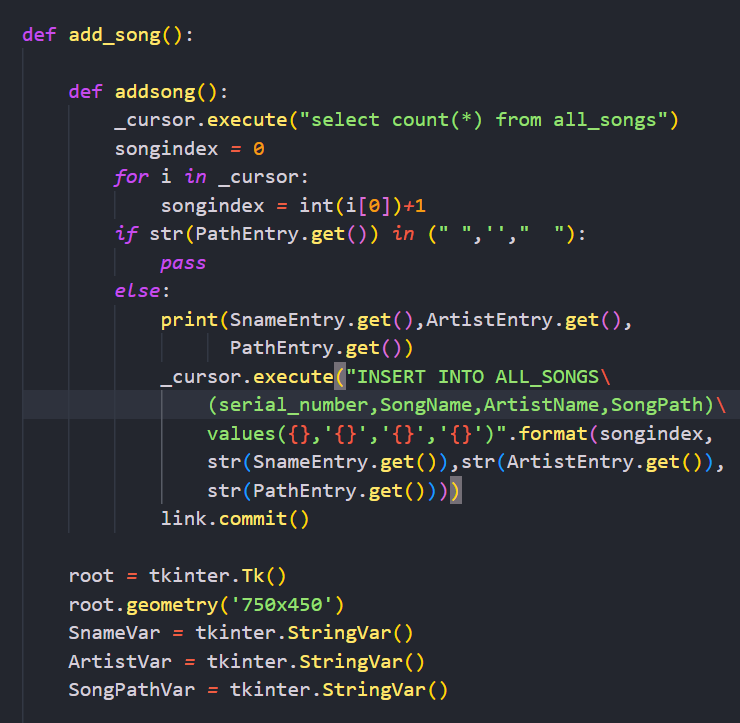 def add_song():
def addsong():
_cursor.execute("select count(*) from all_songs")
songindex = 0
for i in _cursor:
songindex = int(i[0])+1
if str(PathEntry.get()) in (" ",'',"  "):
pass
else:
print(SnameEntry.get(),ArtistEntry.get(),
PathEntry.get())
_cursor.execute("INSERT INTO ALL_SONGS\
(serial_number,SongName,ArtistName,SongPath)\
values({},'{}','{}','{}')".format(songindex,
str(SnameEntry.get()),str(ArtistEntry.get()),
str(PathEntry.get())))
link.commit()
root = tkinter.Tk()
root.geometry('750x450')
SnameVar = tkinter.StringVar()
ArtistVar = tkinter.StringVar()
SongPathVar = tkinter.StringVar()